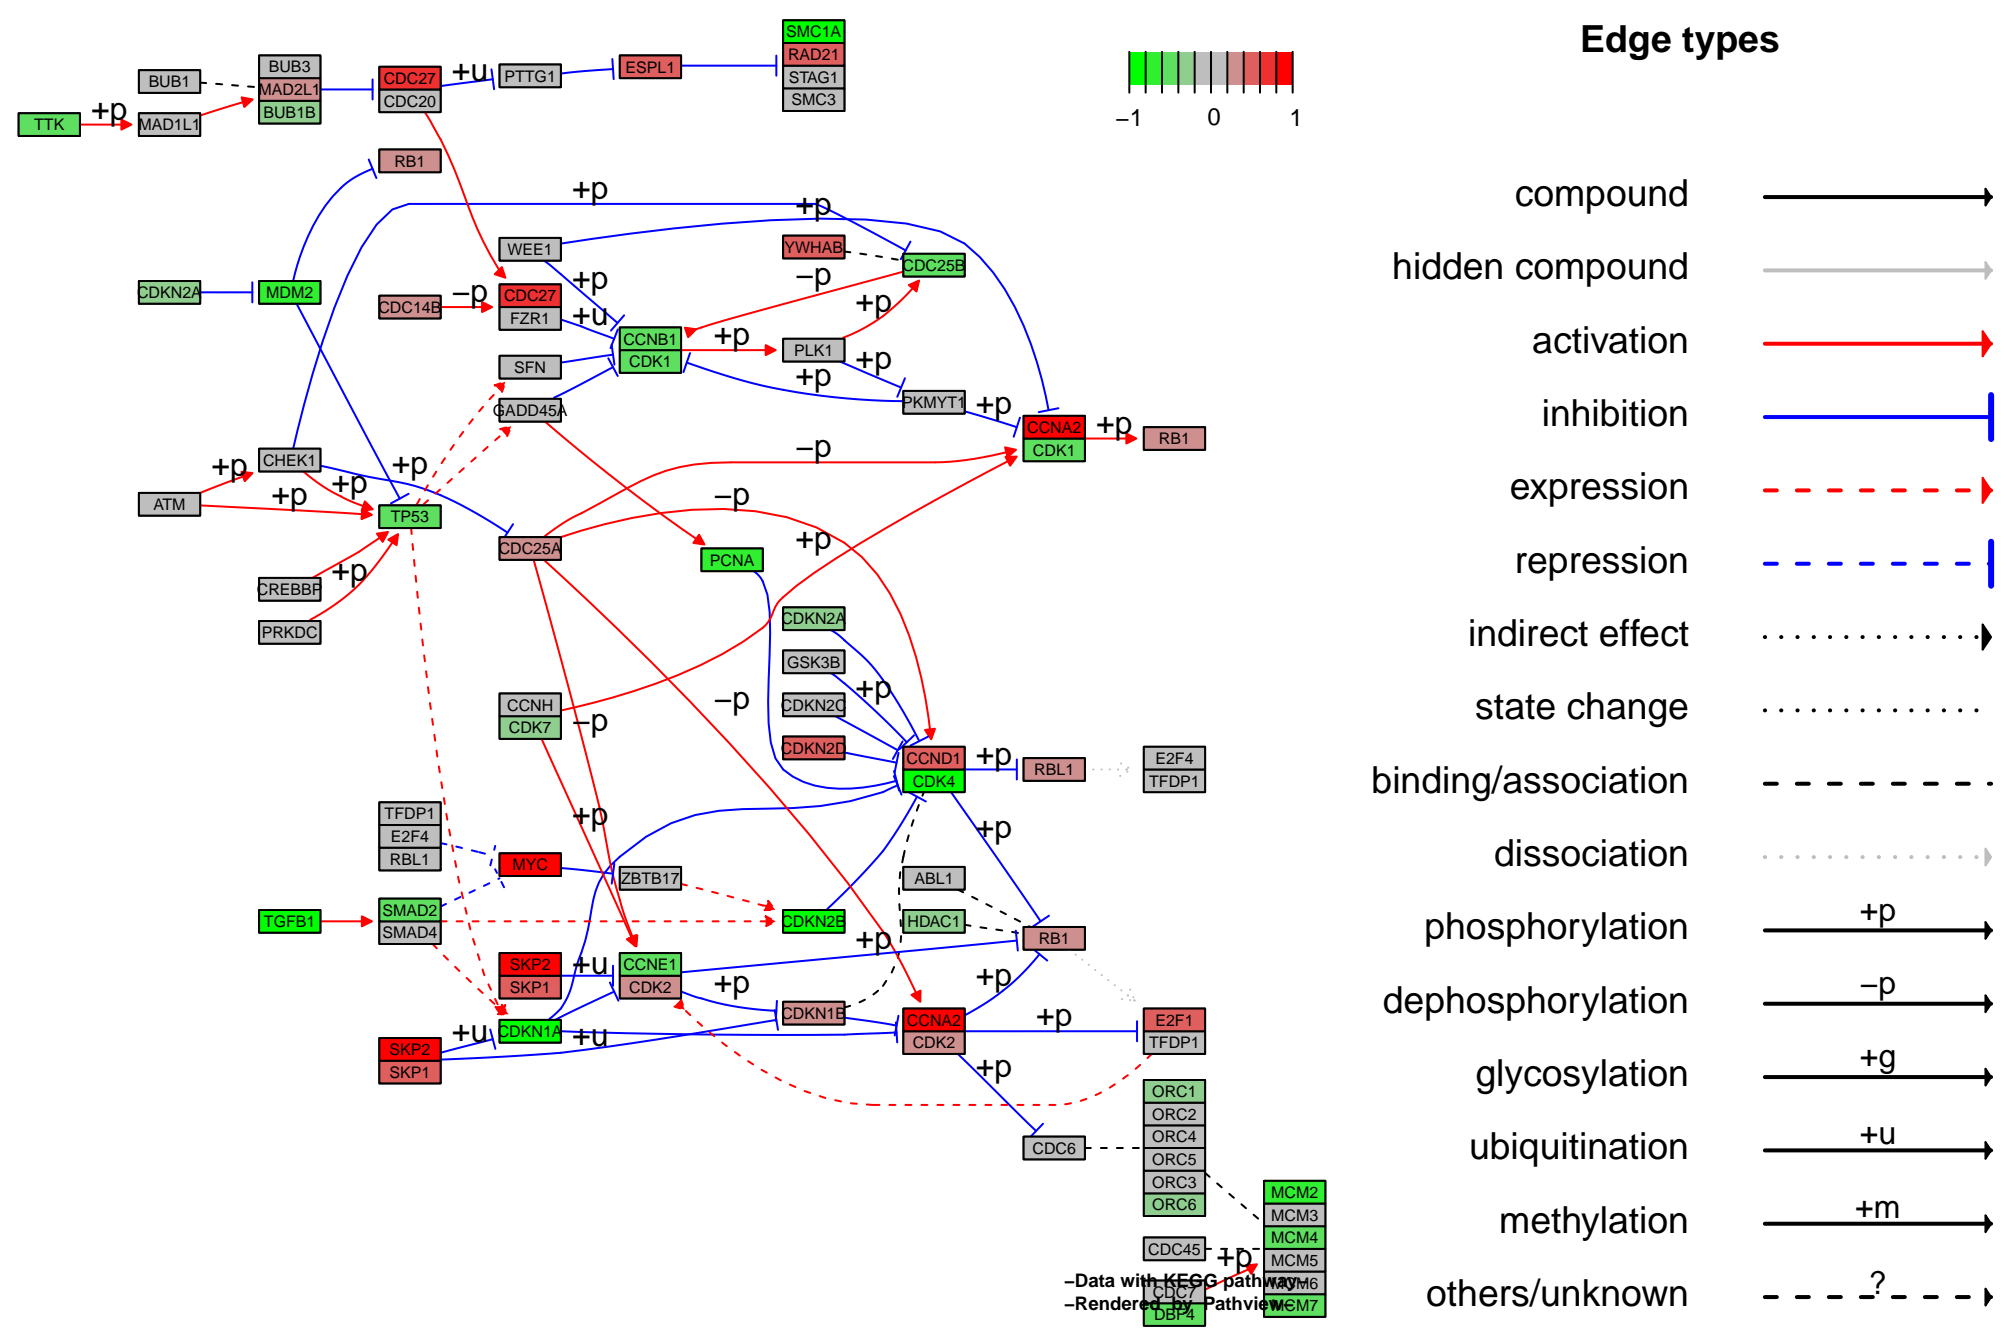 SMC1A
RAD21
STAG1
SMC3
Edge types
BUB1
BUB3
MAD2L1
BUB1B
CDC27
CDC20
+u
PTTG1
ESPL1
TTK
+p
MAD1L1
−1
0
1
RB1
+p
+p
compound
WEE1
YWHAB
CDC25B
hidden compound
CDKN2A
MDM2
CDC14B
−p
CDC27
FZR1
+p
+u
−p
+p
CCNB1
CDK1
+p
PLK1
activation
SFN
+p
+p
GADD45A
PKMYT1
+p
CCNA2
CDK1
+p
RB1
inhibition
CHEK1
+p
+p
−p
ATM
+p
+p
TP53
−p
expression
CDC25A
PCNA
+p
repression
CREBBP
+p
PRKDC
CDKN2A
indirect effect
GSK3B
+p
CCNH
CDK7
−p
−p
CDKN2C
state change
CDKN2D
CCND1
CDK4
+p
RBL1
E2F4
TFDP1
binding/association
TFDP1
E2F4
RBL1
+p
+p
MYC
ZBTB17
ABL1
dissociation
TGFB1
SMAD2
SMAD4
CDKN2B
HDAC1
+p
RB1
phosphorylation
+p
SKP2
SKP1
+u
CCNE1
CDK2
+p
+p
CDKN1B
dephosphorylation
−p
CDKN1A
+u
+u
CCNA2
CDK2
+p
E2F1
TFDP1
SKP2
SKP1
+p
glycosylation
+g
ORC1
ORC2
ORC4
ORC5
ORC3
ORC6
CDC6
ubiquitination
+u
MCM2
MCM3
MCM4
MCM5
MCM6
MCM7
methylation
+m
CDC45
+p
−Data with KEGG pathway−
CDC7
−Rendered by Pathview−
DBF4
others/unknown
?